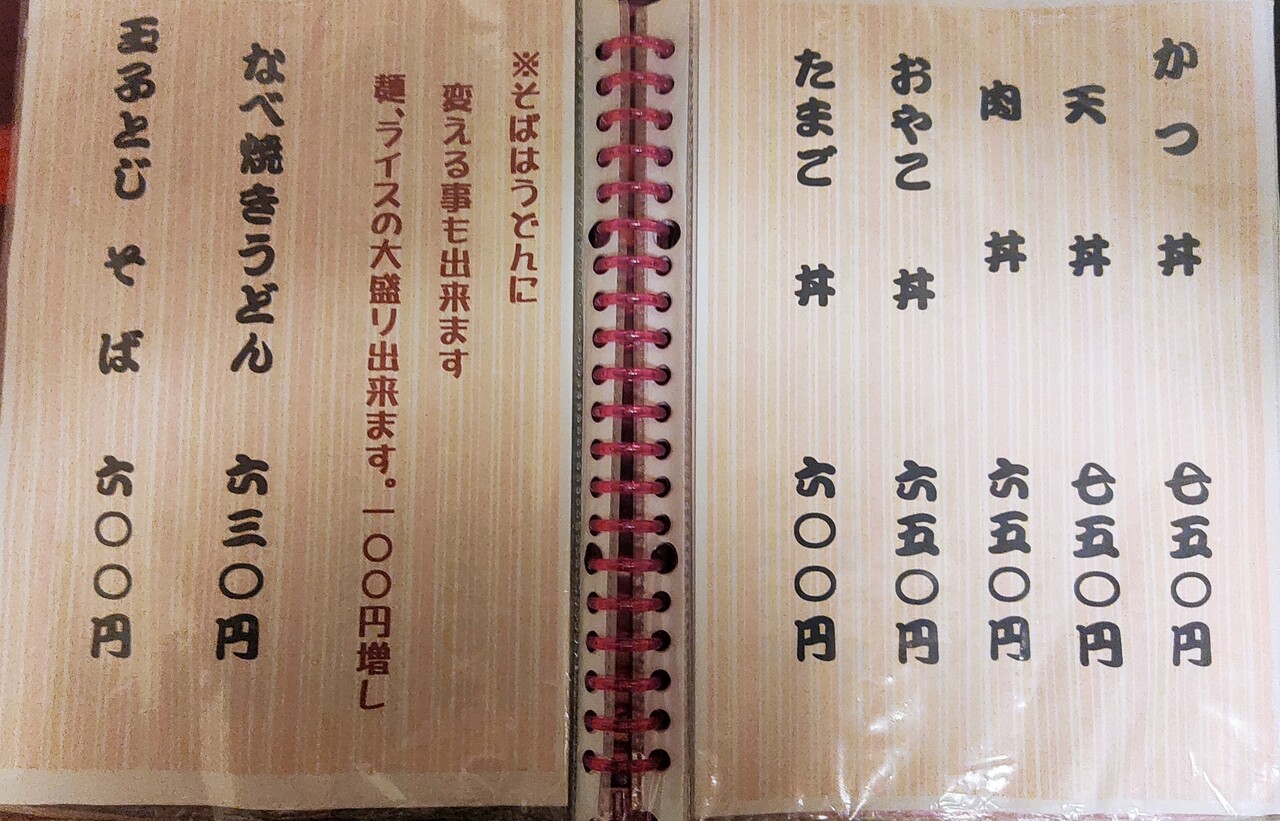 かつ丼 七五〇円
天丼 七五〇円
肉丼 六五〇円
おやこ丼 六五〇円
たまご丼 六〇〇円
※そばはうどんに
変える事も出来ます
麺、ライスの大盛り出来ます。一〇〇円増し
なべ焼きうどん 六三〇円
玉子とじそば 六〇〇円